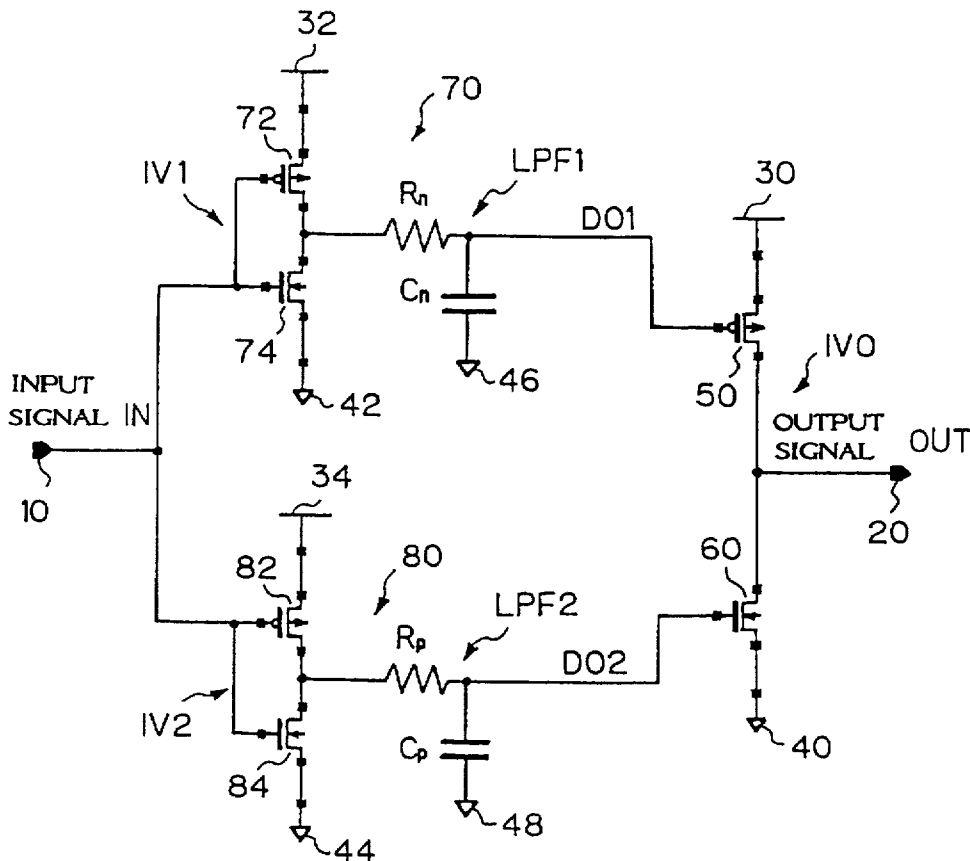 32
72
70
IV1
LPF1
Rn
30
DO1
Cn
74
46
50
IVO
42
INPUT
SIGNAL IN
OUTPUT
SIGNAL
OUT
10
34
20
82
80
60
LPF2
Rp
DO2
IV2
Cp
40
84
48
44